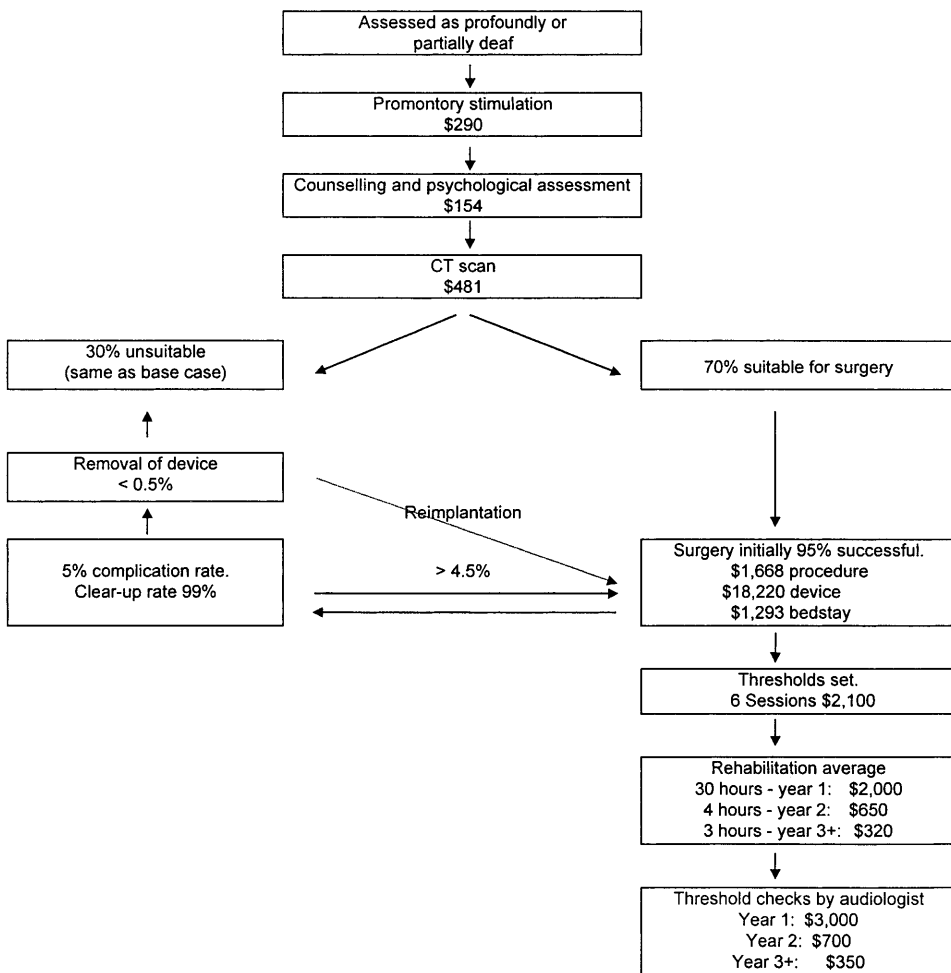 Assessed as profoundly or
partially deaf
Promontory stimulation
$290
Counselling and psychological assessment
$154
CT scan
$481
30% unsuitable
(same as base case)
70% suitable for surgery
Removal of device
< 0.5%
Reimplantation
5% complication rate.
Clear-up rate 99%
> 4.5%
Surgery initially 95% successful.
$1,668 procedure
$18,220 device
$1,293 bedstay
Thresholds set.
6 Sessions $2,100
Rehabilitation average
30 hours - year 1: $2,000
4 hours - year 2: $650
3 hours - year 3+: $320
Threshold checks by audiologist
Year 1: $3,000
Year 2: $700
Year 3+: $350